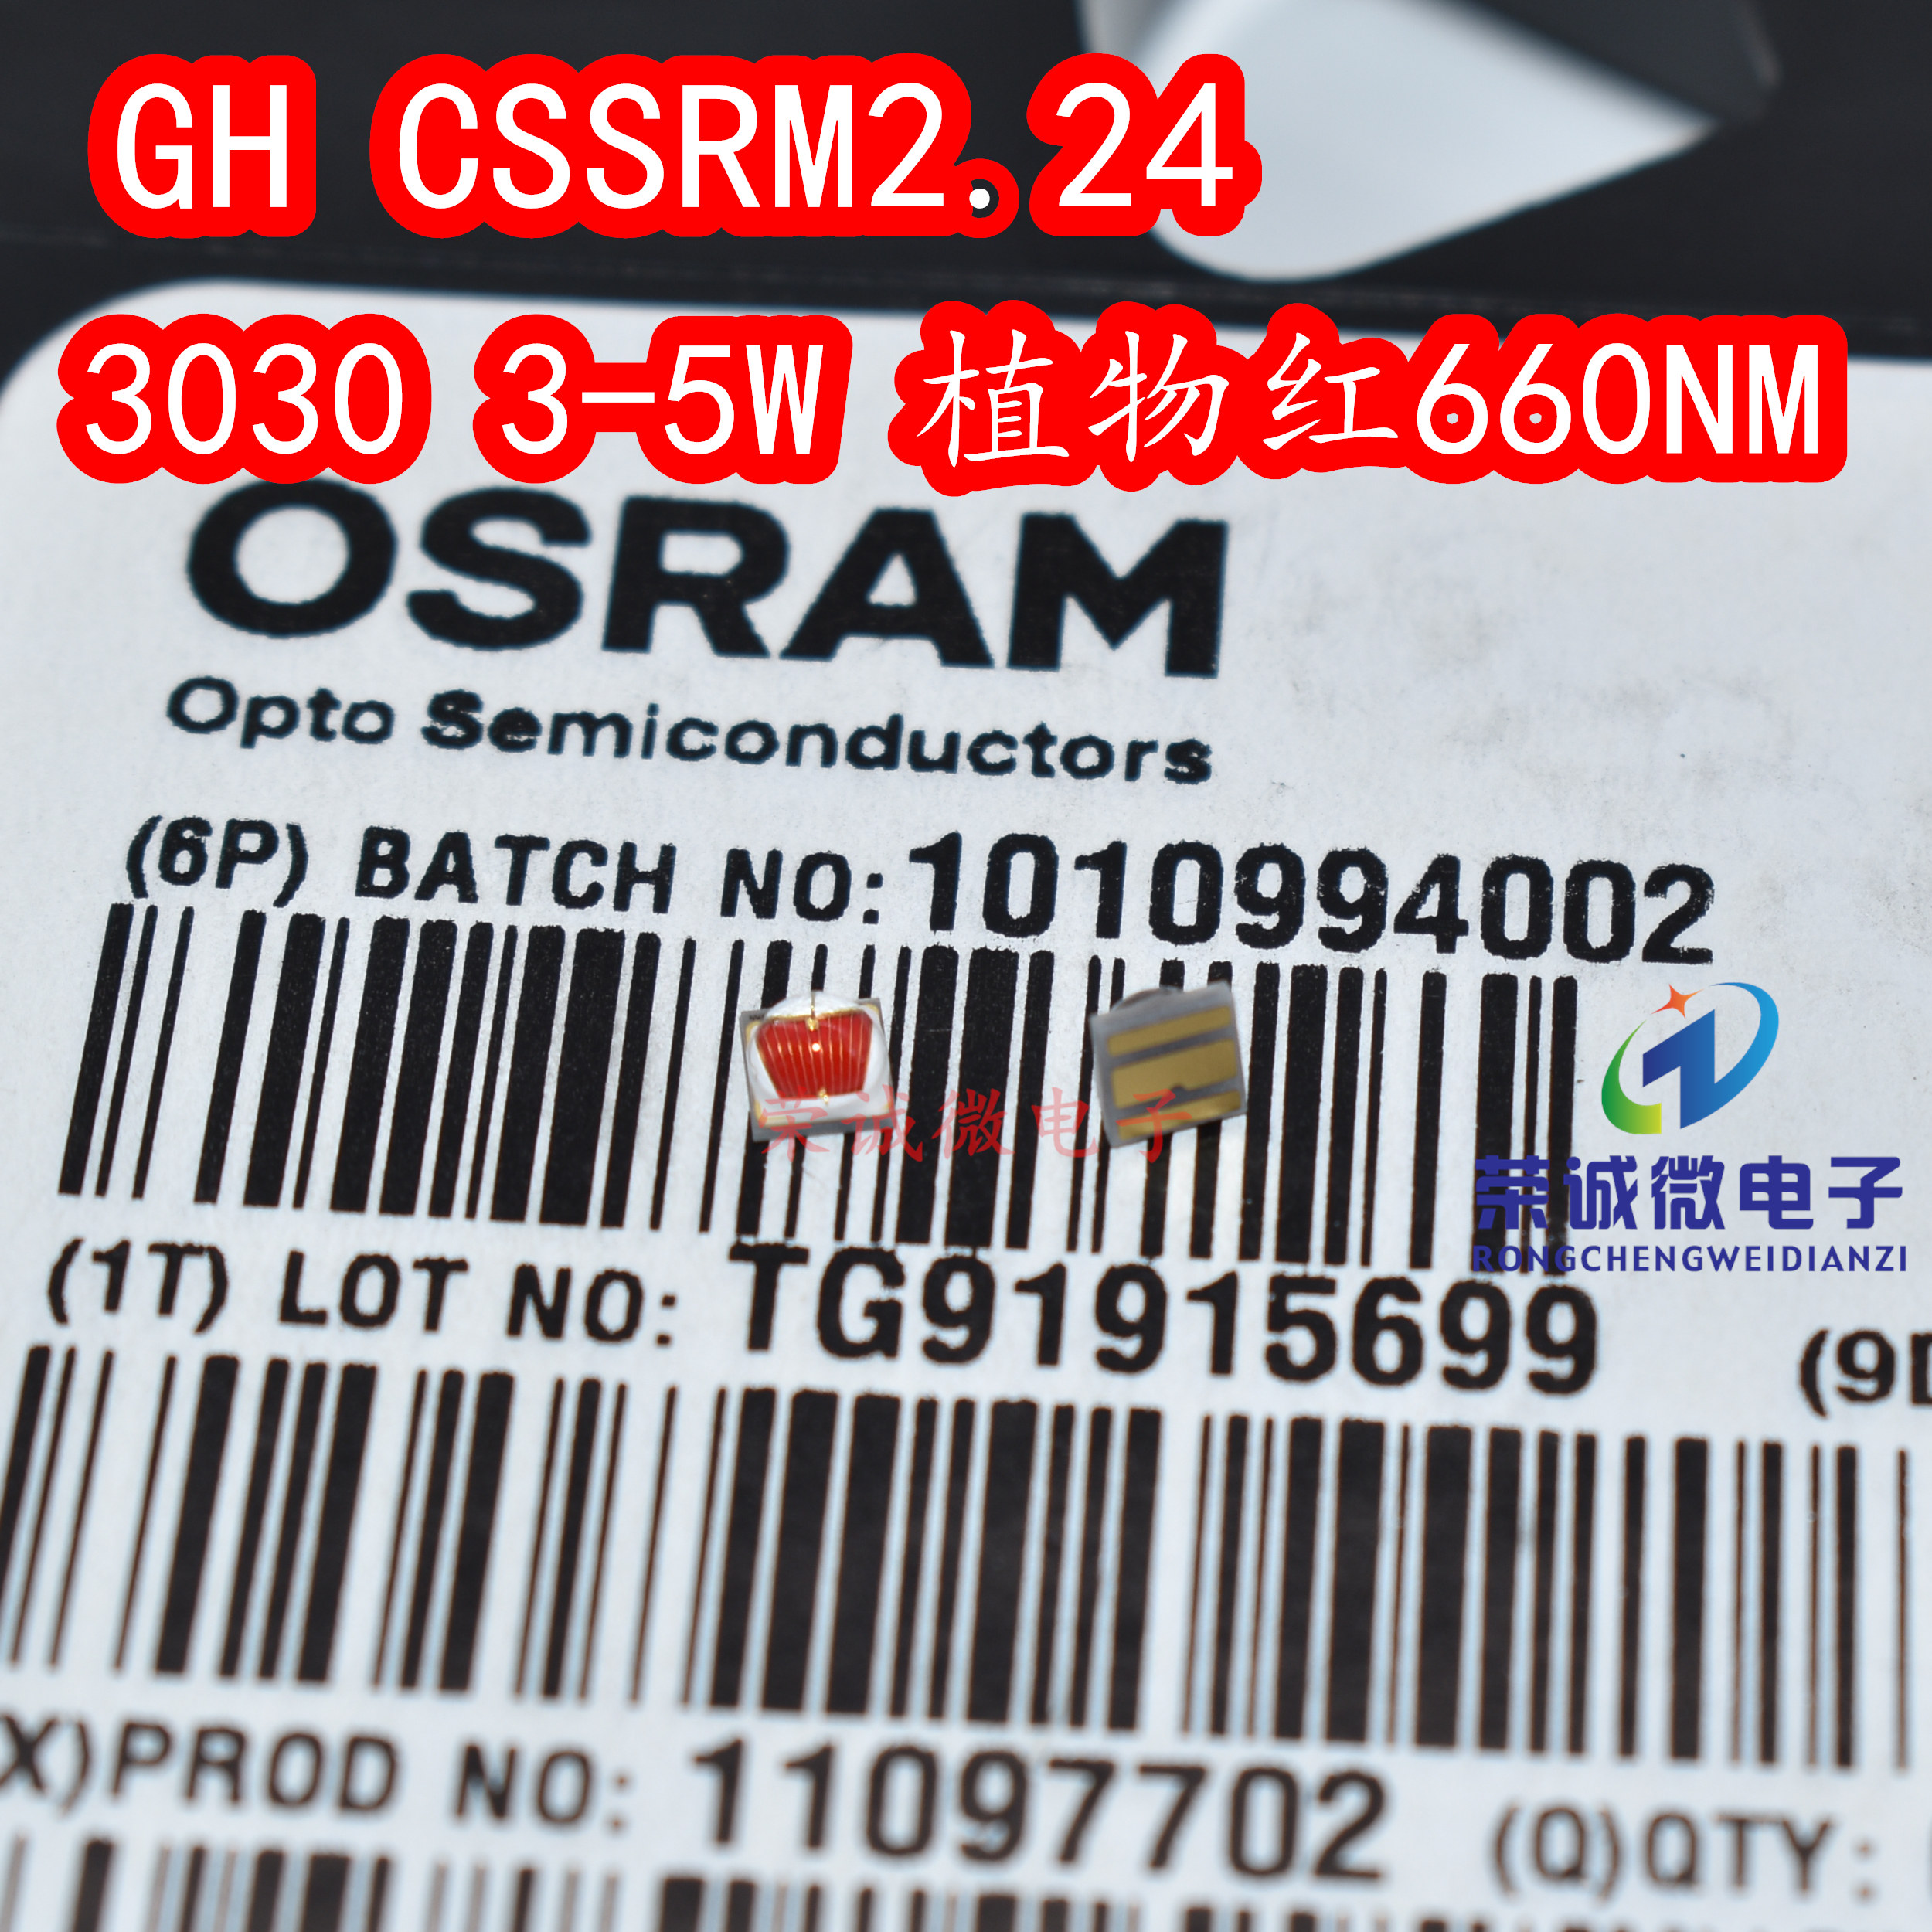 GH CSSRM2.24
3030 3-5W 植物红660NM
OSRAM
Opto Semiconductors
(6P) BATCH NO: 1010994002
荣诚微电子
荣诚微电子
RONGCHENGWEIDIANZI
(1T) LOT NO: TG91915699 (9D
X)PROD NO: 11097702 (Q)QTY: